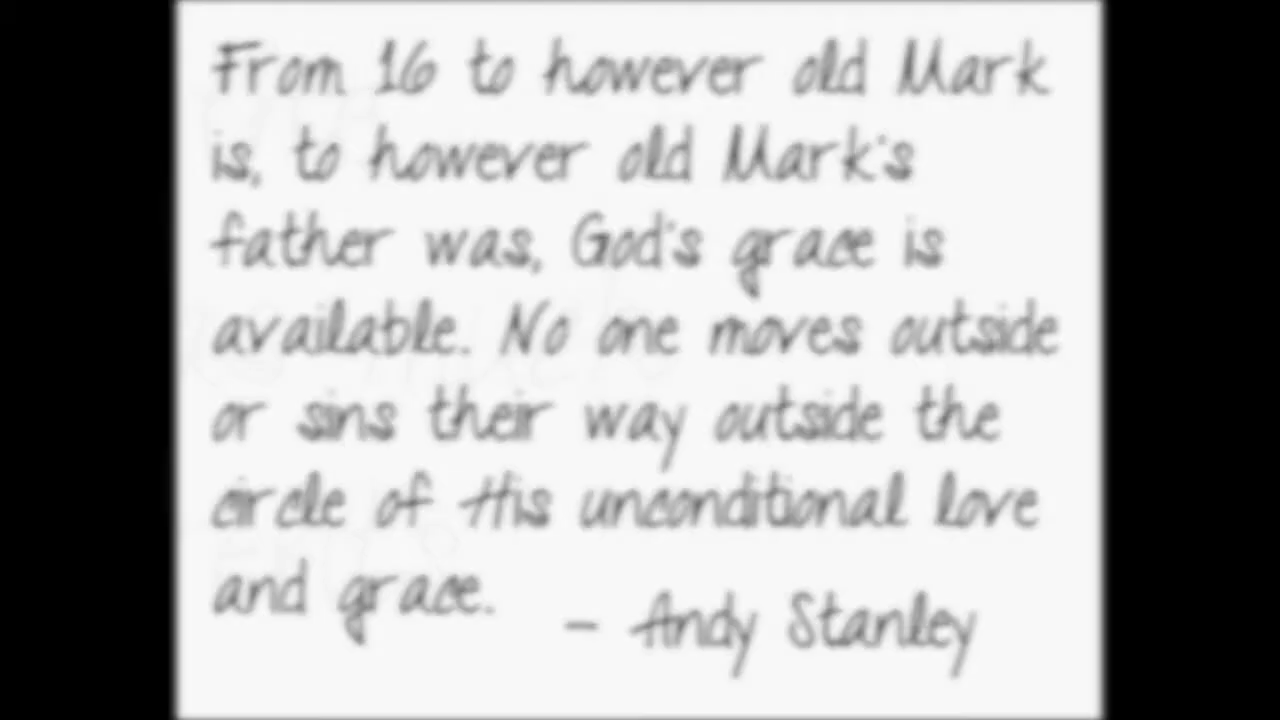 From 16 to however old Mark
is, to however old Mark's
father was, God's grace is
available. No one moves outside
or sins their way outside the
circle of His unconditional love
and grace.
- Andy Stanley